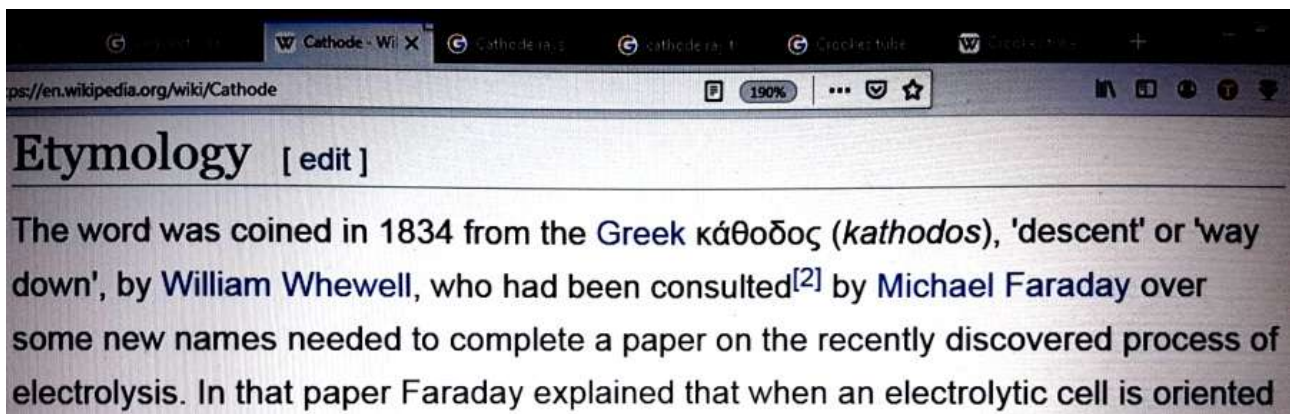 Cathode - Wi
Cathode rays
cathode ray t
Crookes tube
ps://en.wikipedia.org/wiki/Cathode
190%
Etymology [ edit ]
The word was coined in 1834 from the Greek κάθοδος (kathodos), 'descent' or 'way
down', by William Whewell, who had been consulted[2] by Michael Faraday over
some new names needed to complete a paper on the recently discovered process of
electrolysis. In that paper Faraday explained that when an electrolytic cell is oriented